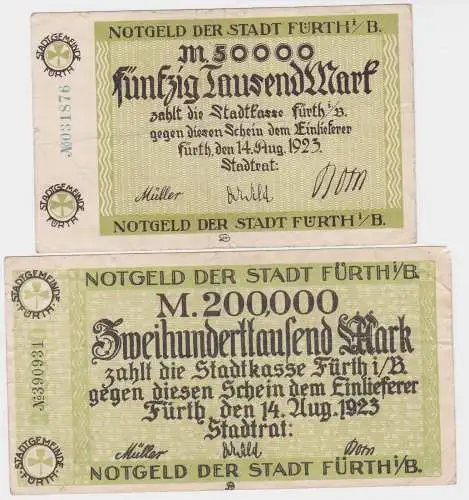 NOTGELD DER STADT FÜRTH i/B.
M. 50000
Fünfzig Tausend Mark
zahlt die Stadtkasse Fürth i/B.
gegen diesen Schein dem Einlieferer
Fürth, den 14. Aug. 1923.
Stadtrat:
Müller
NOTGELD DER STADT FÜRTH i/B.
STADTGEMEINDE FÜRTH
№031876
STADTGEMEINDE FÜRTH
NOTGELD DER STADT FÜRTH i/B.
M. 200,000
Zweihunderttausend Mark
zahlt die Stadtkasse Fürth i/B.
gegen diesen Schein dem Einlieferer
Fürth, den 14. Aug. 1923
Stadtrat:
Müller
NOTGELD DER STADT FÜRTH i/B.
STADTGEMEINDE FÜRTH
№390931
STADTGEMEINDE FÜRTH